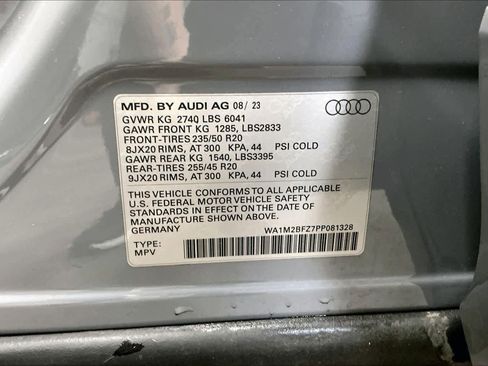 MFD. BY AUDI AG 08/23
GVWR KG 2740 LBS 6041
GAWR FRONT KG 1285, LBS2833
FRONT-TIRES 235/50 R20
8JX20 RIMS, AT 300 KPA, 44 PSI COLD
GAWR REAR KG 1540, LBS3395
REAR-TIRES 255/45 R20
9JX20 RIMS, AT 300 KPA, 44 PSI COLD
THIS VEHICLE CONFORMS TO ALL APPLICABLE
U.S. FEDERAL MOTOR VEHICLE SAFETY
STANDARDS IN EFFECT ON THE DATE OF
MANUFACTURE SHOWN ABOVE.
GERMANY WA1M2BFZ7PP081328
TYPE:
MPV